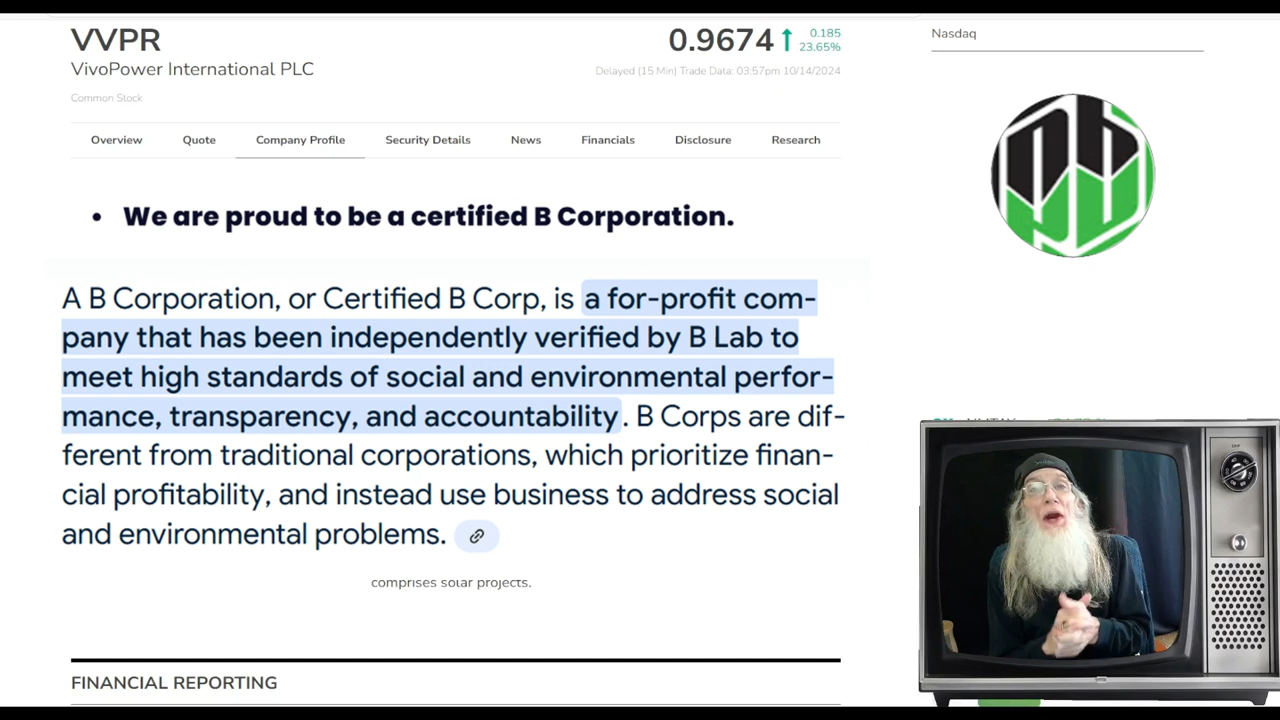 VVPR
0.9674
0.185
23.65%
Nasdaq
VivoPower International PLC
Delayed (15 Min) Trade Data: 03:57pm 10/14/2024
Common Stock
Overview Quote Company Profile Security Details News Financials Disclosure Research
• We are proud to be a certified B Corporation.
A B Corporation, or Certified B Corp, is a for-profit com-
pany that has been independently verified by B Lab to
meet high standards of social and environmental perfor-
mance, transparency, and accountability. B Corps are dif-
ferent from traditional corporations, which prioritize finan-
cial profitability, and instead use business to address social
and environmental problems.
comprises solar projects.
FINANCIAL REPORTING